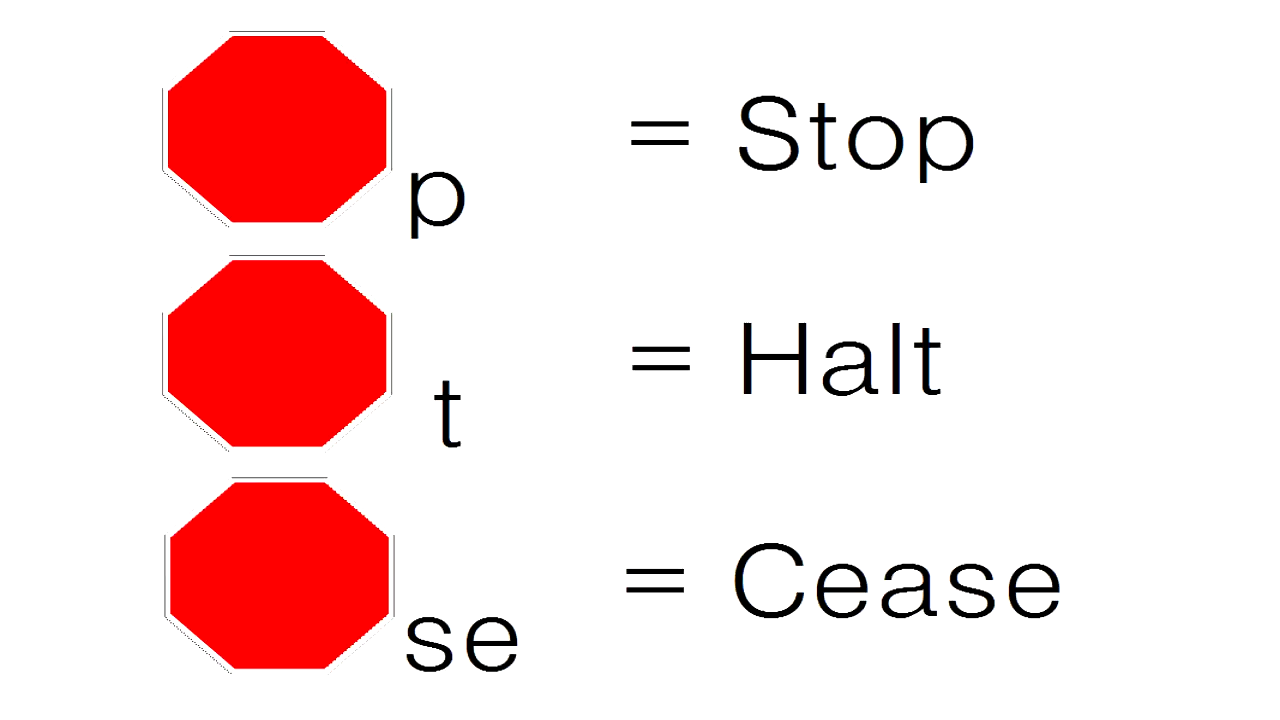 p = Stop
t = Halt
se = Cease